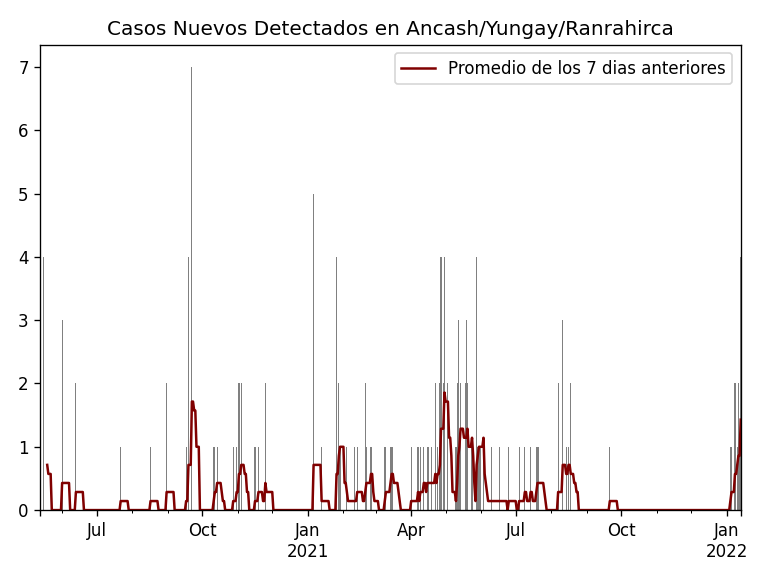 Casos Nuevos Detectados en Ancash/Yungay/Ranrahirca
Promedio de los 7 dias anteriores
7
6
5
4
3
2
1
0
Jul
Oct
Jan
2021
Apr
Jul
Oct
Jan
2022